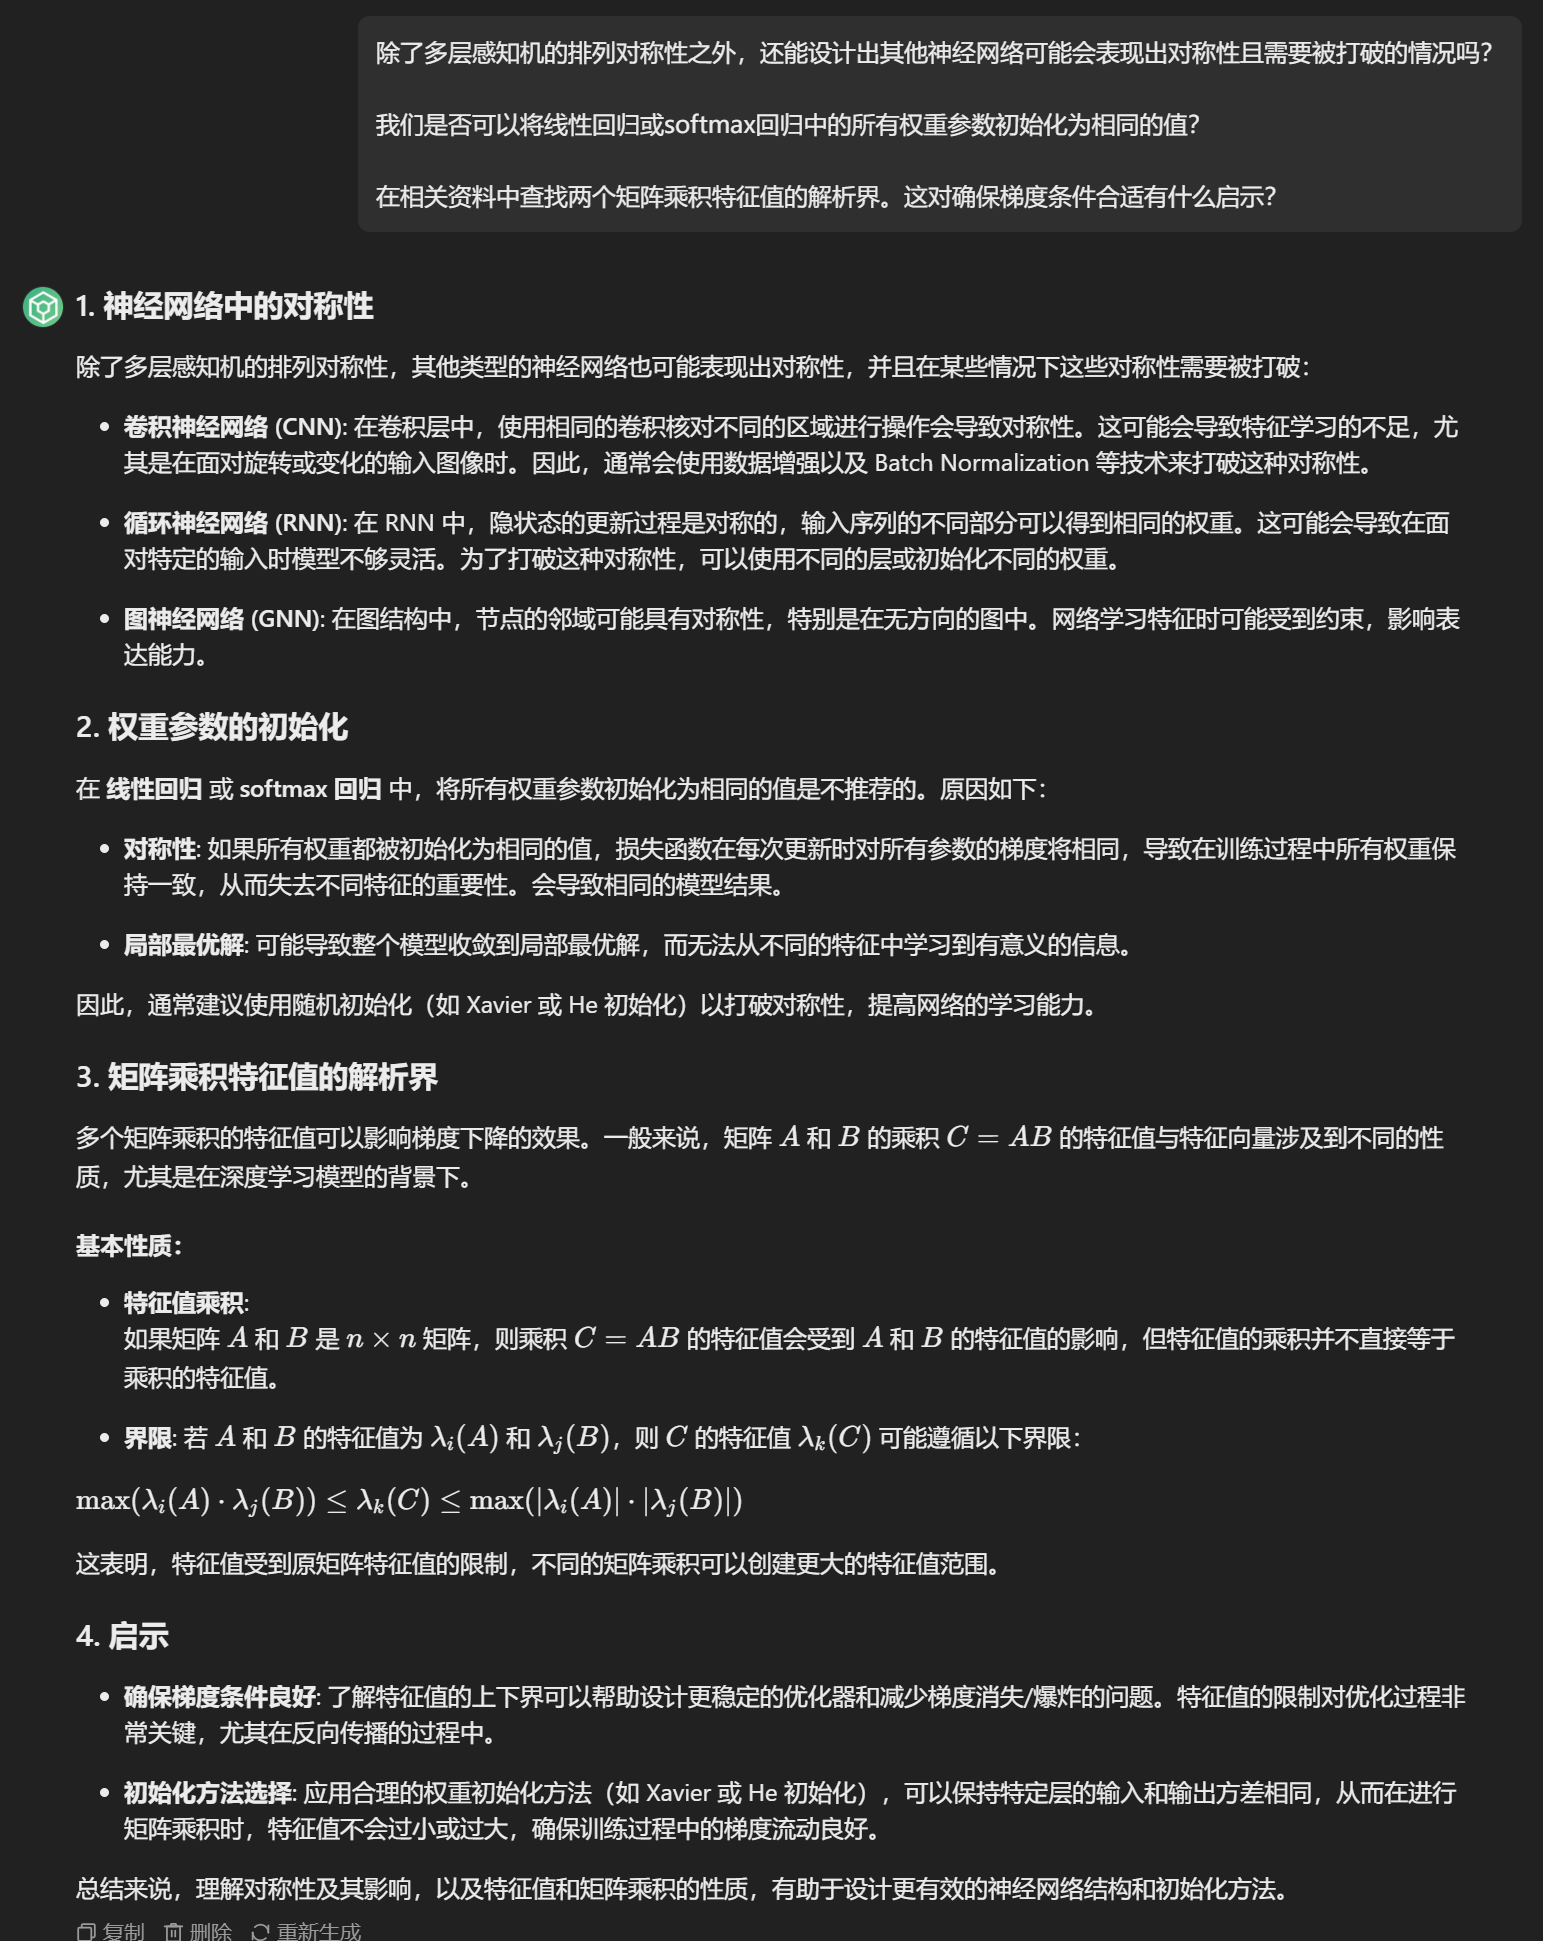 除了多层感知机的排列对称性之外，还能设计出其他神经网络可能会表现出对称性且需要被打破的情况吗？
我们是否可以将线性回归或softmax回归中的所有权重参数初始化为相同的值？
在相关资料中查找两个矩阵乘积特征值的解析界。这对确保梯度条件合适有什么启示？
1. 神经网络中的对称性
除了多层感知机的排列对称性，其他类型的神经网络也可能表现出对称性，并且在某些情况下这些对称性需要被打破：
• 卷积神经网络 (CNN): 在卷积层中，使用相同的卷积核对不同的区域进行操作会导致对称性。这可能会导致特征学习的不足，尤
其是在面对旋转或变化的输入图像时。因此，通常会使用数据增强以及 Batch Normalization 等技术来打破这种对称性。
• 循环神经网络 (RNN): 在 RNN 中，隐状态的更新过程是对称的，输入序列的不同部分可以得到相同的权重。这可能会导致在面
对特定的输入时模型不够灵活。为了打破这种对称性，可以使用不同的层或初始化不同的权重。
• 图神经网络 (GNN): 在图结构中，节点的邻域可能具有对称性，特别是在无方向的图中。网络学习特征时可能受到约束，影响表
达能力。
2. 权重参数的初始化
在 线性回归 或 softmax 回归 中，将所有权重参数初始化为相同的值是不推荐的。原因如下：
• 对称性: 如果所有权重都被初始化为相同的值，损失函数在每次更新时对所有参数的梯度将相同，导致在训练过程中所有权重保
持一致，从而失去不同特征的重要性。会导致相同的模型结果。
• 局部最优解: 可能导致整个模型收敛到局部最优解，而无法从不同的特征中学习到有意义的信息。
因此，通常建议使用随机初始化（如 Xavier 或 He 初始化）以打破对称性，提高网络的学习能力。
3. 矩阵乘积特征值的解析界
多个矩阵乘积的特征值可以影响梯度下降的效果。一般来说，矩阵 A 和 B 的乘积 C = AB 的特征值与特征向量涉及到不同的性
质，尤其是在深度学习模型的背景下。
基本性质：
• 特征值乘积:
如果矩阵 A 和 B 是 n × n 矩阵，则乘积 C = AB 的特征值会受到 A 和 B 的特征值的影响，但特征值的乘积并不直接等于
乘积的特征值。
• 界限: 若 A 和 B 的特征值为 λᵢ(A) 和 λⱼ(B)，则 C 的特征值 λₖ(C) 可能遵循以下界限：
max(λᵢ(A) · λⱼ(B)) ≤ λₖ(C) ≤ max(|λᵢ(A)| · |λⱼ(B)|)
这表明，特征值受到原矩阵特征值的限制，不同的矩阵乘积可以创建更大的特征值范围。
4. 启示
• 确保梯度条件良好: 了解特征值的上下界可以帮助设计更稳定的优化器和减少梯度消失/爆炸的问题。特征值的限制对优化过程非
常关键，尤其在反向传播的过程中。
• 初始化方法选择: 应用合理的权重初始化方法（如 Xavier 或 He 初始化），可以保持特定层的输入和输出方差相同，从而在进行
矩阵乘积时，特征值不会过小或过大，确保训练过程中的梯度流动良好。
总结来说，理解对称性及其影响，以及特征值和矩阵乘积的性质，有助于设计更有效的神经网络结构和初始化方法。
复制 删除 重新生成